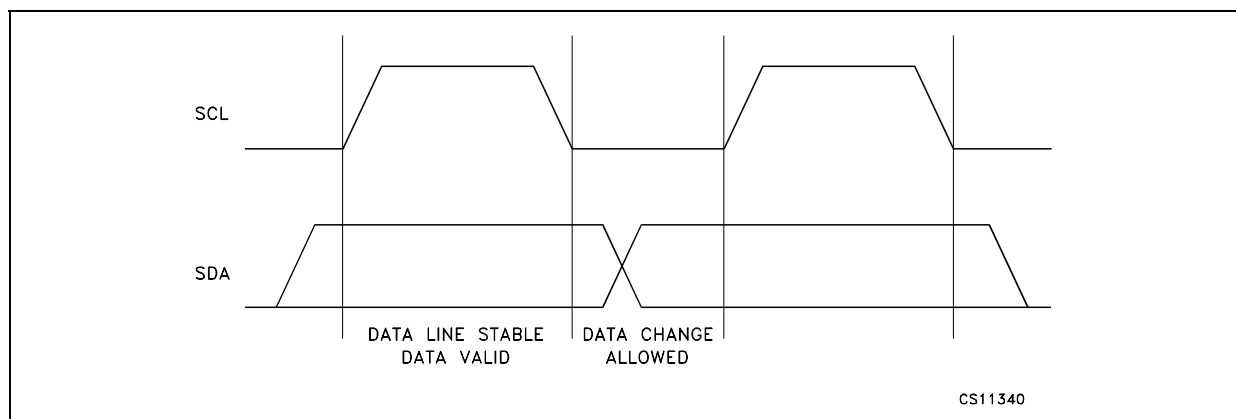 SCL
SDA
DATA LINE STABLE
DATA VALID
DATA CHANGE
ALLOWED
CS11340